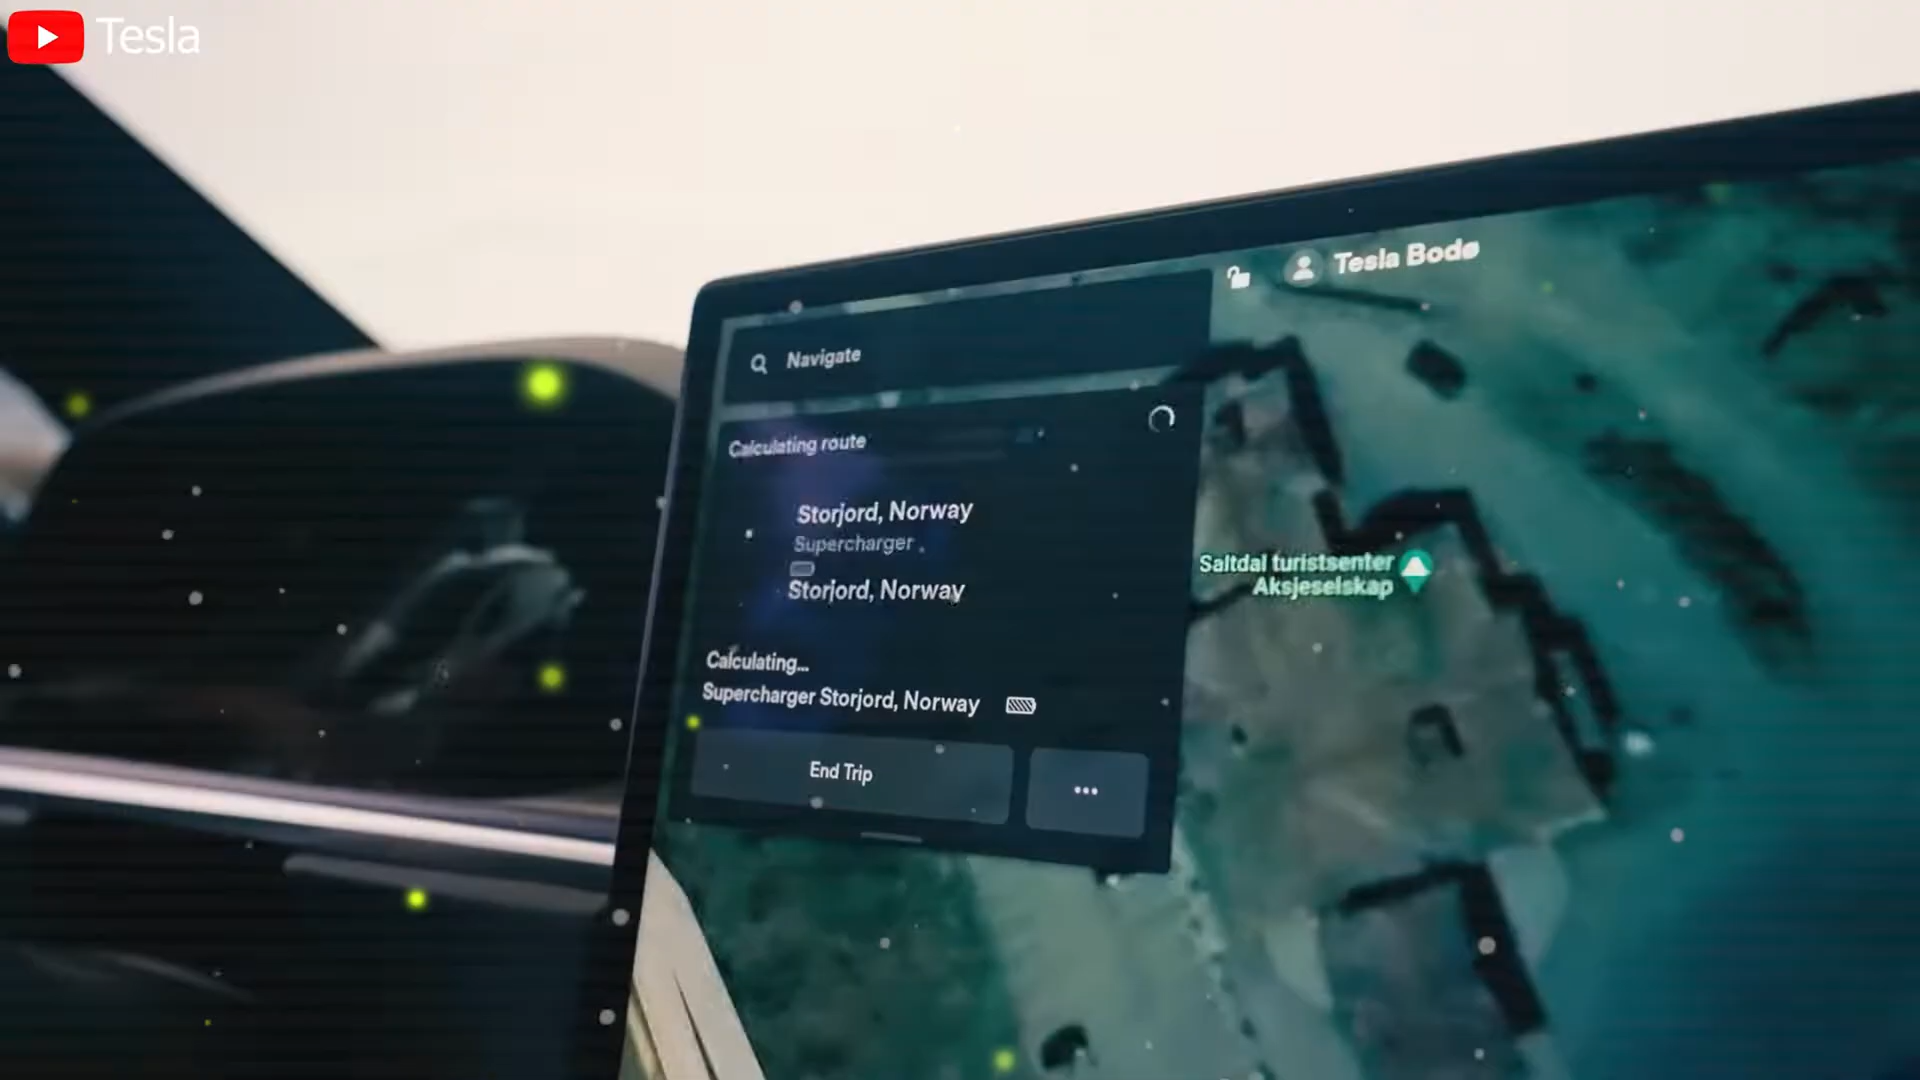 Tesla
Tesla Bodø
Navigate
Calculating route
Storjord, Norway
Supercharger
Storjord, Norway
Saltdal turistsenter
Aksjeselskap
Calculating...
Supercharger Storjord, Norway
End Trip